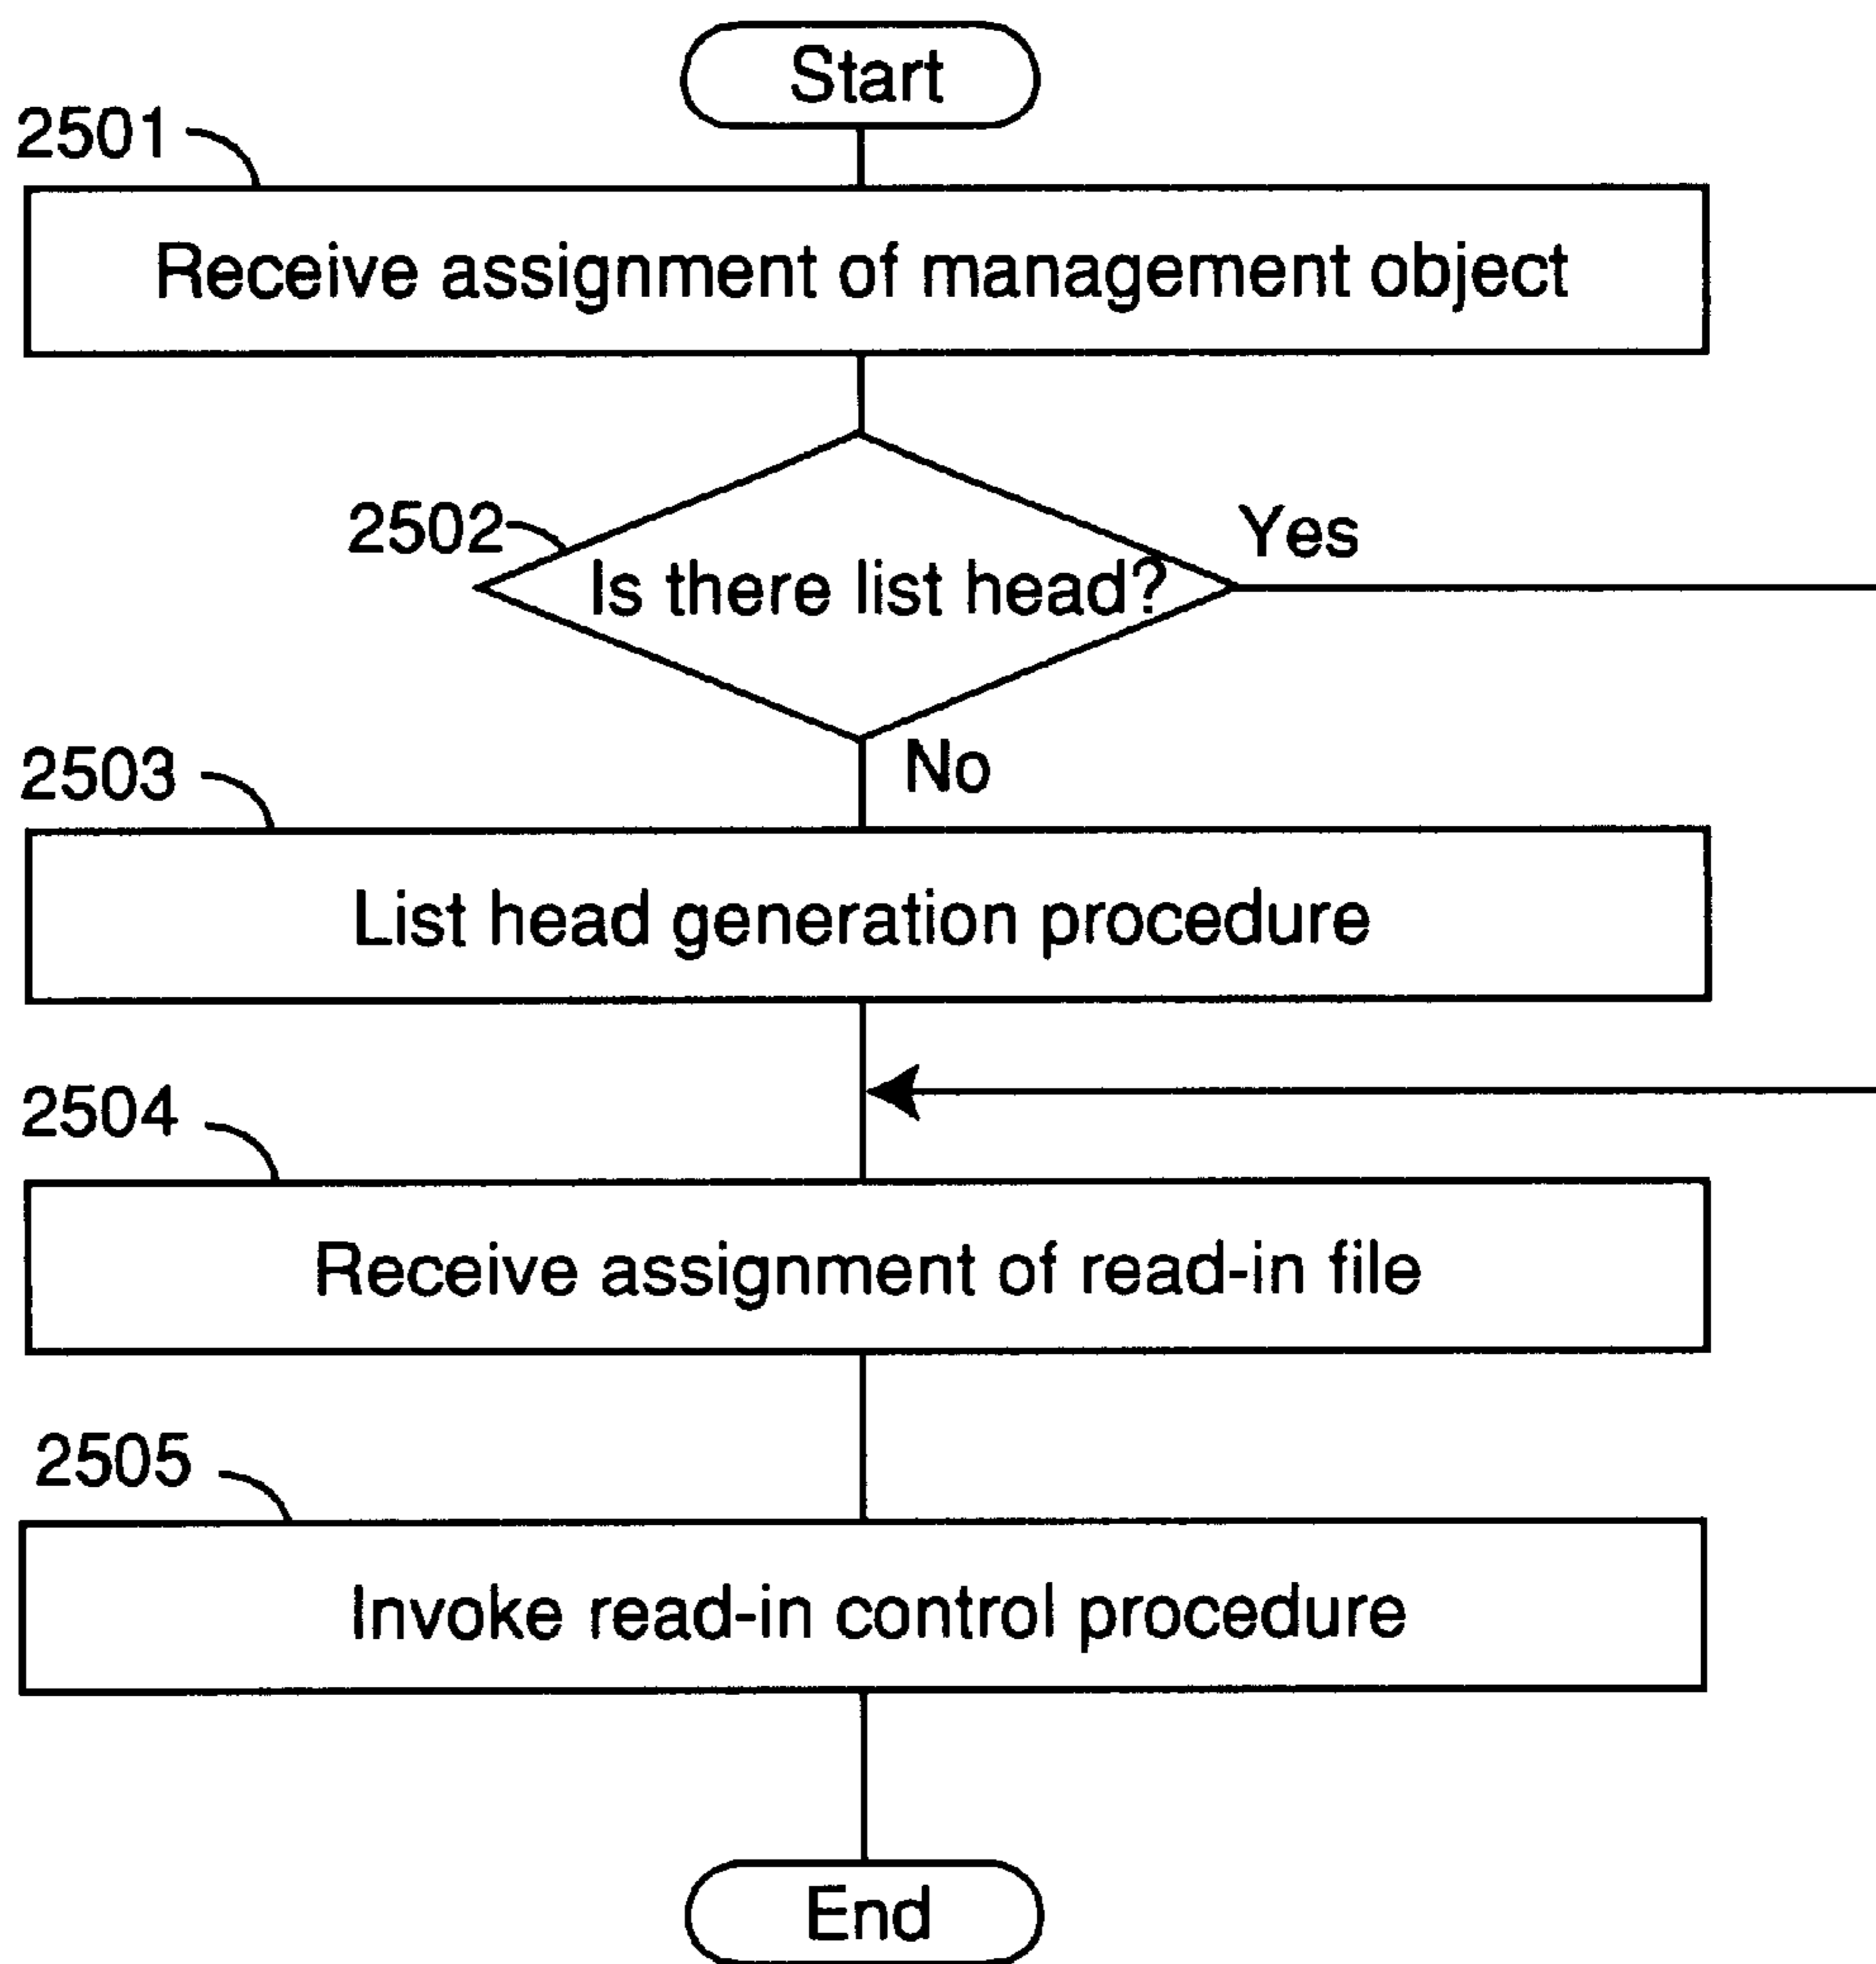 Start
2501
Receive assignment of management object
2502
Is there list head?
Yes
No
2503
List head generation procedure
2504
Receive assignment of read-in file
2505
Invoke read-in control procedure
End